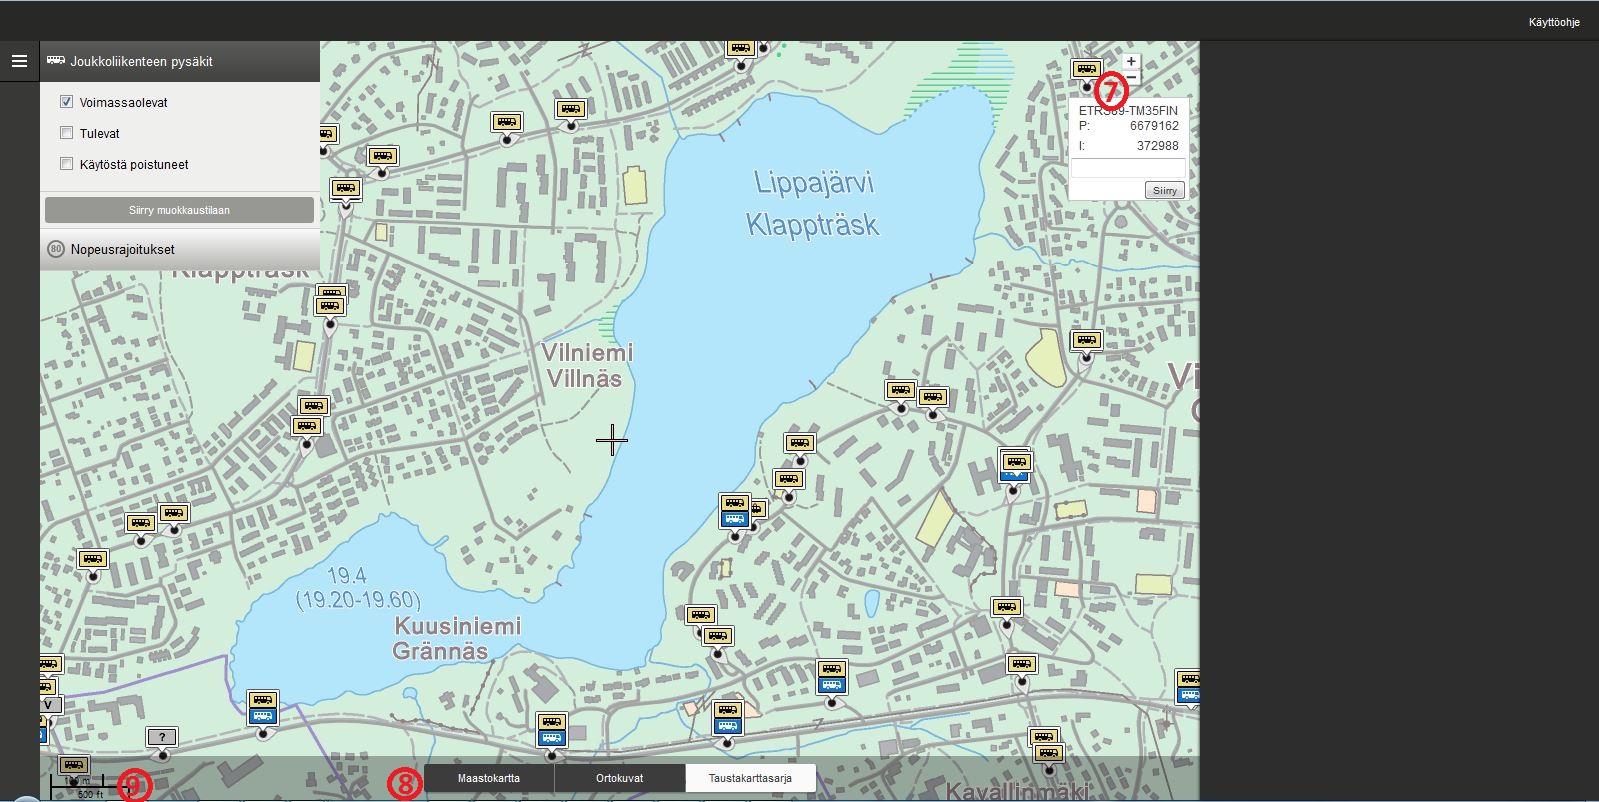 Käyttöohje
Joukkoliikenteen pysäkit
Voimassaolevat
Tulevat
Käytöstä poistuneet
Siirry muokkaustilaan
80 Nopeusrajoitukset
Klappträsk
+
−
7
ETRS89-TM35FIN
P: 6679162
I: 372988
Siirry
Lippajärvi
Klappträsk
Vilniemi
Villnäs
19.4
(19.20-19.60)
Kuusiniemi
Grännäs
V
?
9
500 ft
8
Maastokartta
Ortokuvat
Taustakarttasarja
Kavallinmäki